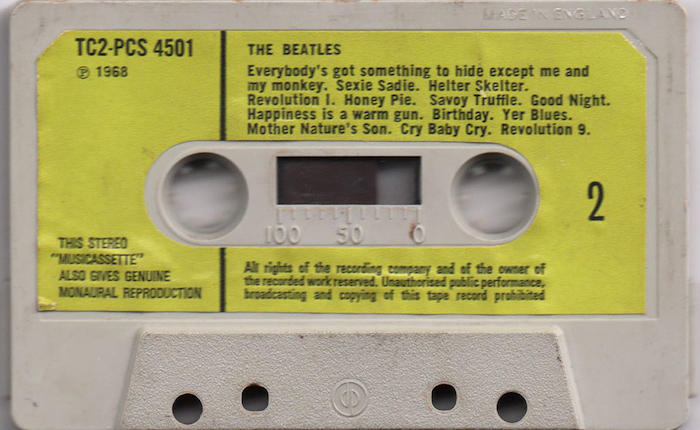 MADE IN ENGLAND
TC2-PCS 4501
℗ 1968
THE BEATLES
Everybody's got something to hide except me and
my monkey. Sexie Sadie. Helter Skelter.
Revolution I. Honey Pie. Savoy Truffle. Good Night.
Happiness is a warm gun. Birthday. Yer Blues.
Mother Nature's Son. Cry Baby Cry. Revolution 9.
2
100 50 0
THIS STEREO
"MUSICASSETTE"
ALSO GIVES GENUINE
MONAURAL REPRODUCTION
All rights of the recording company and of the owner of
the recorded work reserved. Unauthorised public performance,
broadcasting and copying of this tape record prohibited